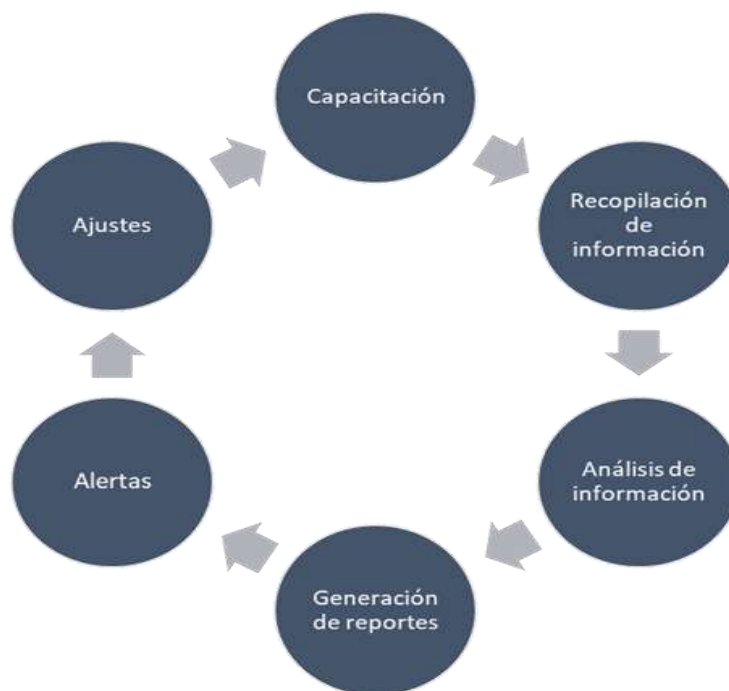 Capacitación
Recopilación
de
información
Análisis de
información
Generación
de reportes
Alertas
Ajustes